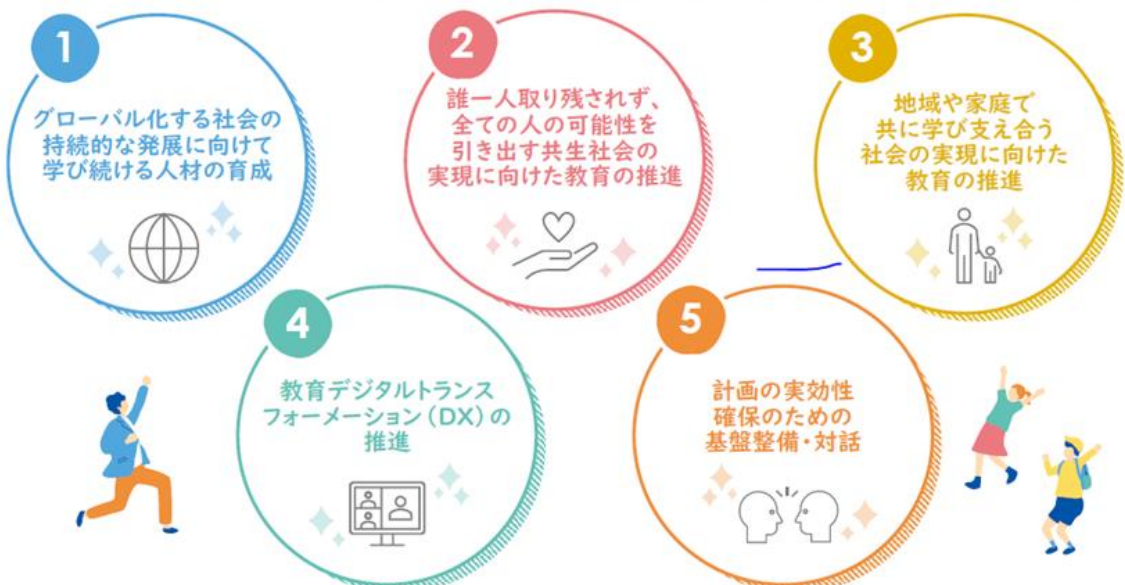 1
グローバル化する社会の
持続的な発展に向けて
学び続ける人材の育成
2
誰一人取り残されず、
全ての人の可能性を
引き出す共生社会の
実現に向けた教育の推進
3
地域や家庭で
共に学び支え合う
社会の実現に向けた
教育の推進
4
教育デジタルトランス
フォーメーション(DX)の
推進
5
計画の実効性
確保のための
基盤整備・対話